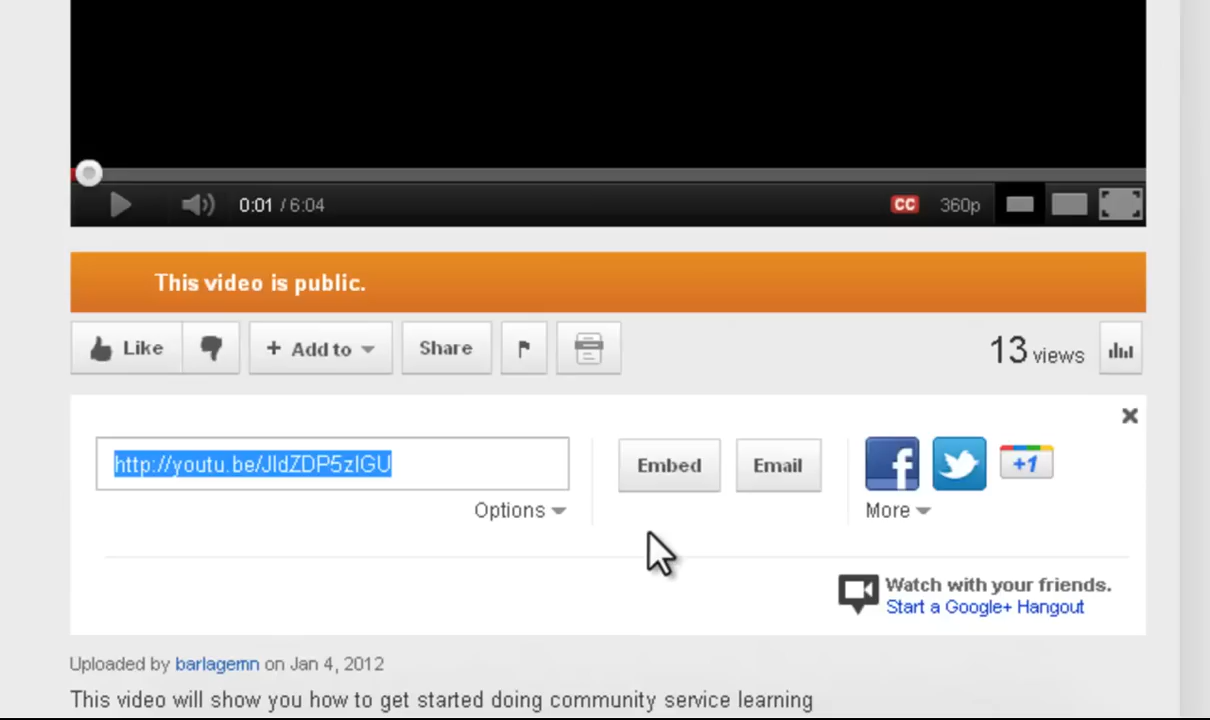 0:01 / 6:04 CC 360p
This video is public.
Like + Add to Share 13 views
http://youtu.be/JIdZDP5zIGU Embed Email f +1
Options More
Watch with your friends.
Start a Google+ Hangout
Uploaded by barlagemn on Jan 4, 2012
This video will show you how to get started doing community service learning